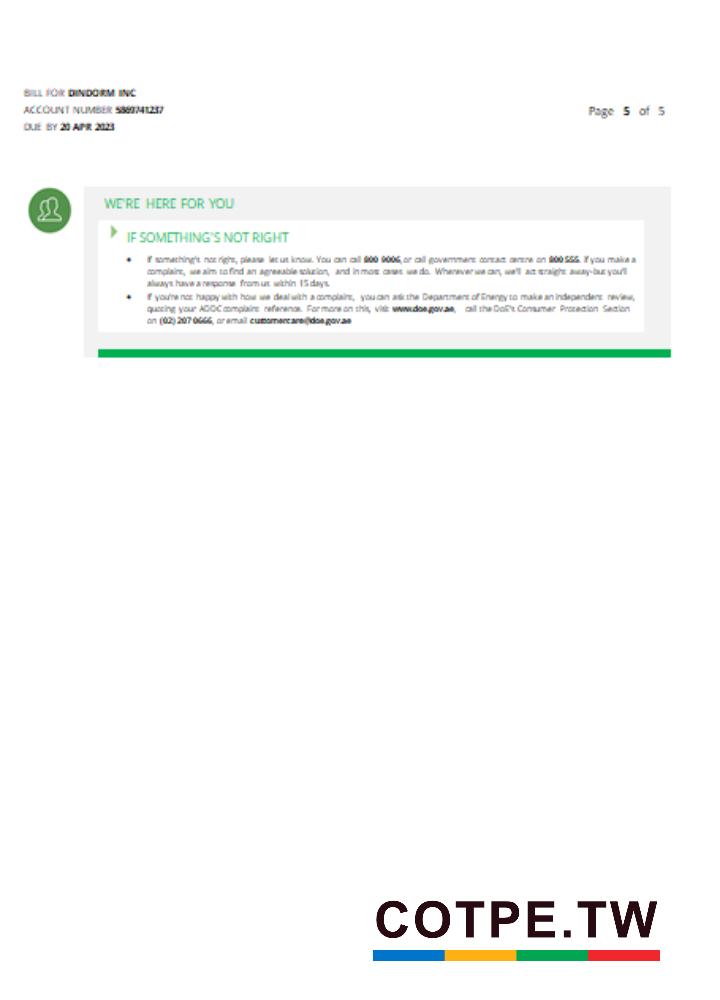 BILL FOR DINDORM INC
ACCOUNT NUMBER 5869741237
DUE BY 20 APR 2023
Page 5 of 5
WE'RE HERE FOR YOU
IF SOMETHING'S NOT RIGHT
• If something's not right, please let us know. You can call 800 9006, or call government contact centre on 800 555. If you make a
complaint, we aim to find an agreeable solution, and in most cases we do. Wherever we can, we'll act straight away-but you'll
always have a response from us within 15 days.
• If you're not happy with how we deal with a complaint, you can ask the Department of Energy to make an independent review,
quoting your ADDC complaint reference. For more on this, visit www.doe.gov.ae, call the DoE's Consumer Protection Section
on (02) 207 0666, or email customercare@doe.gov.ae
COTPE.TW